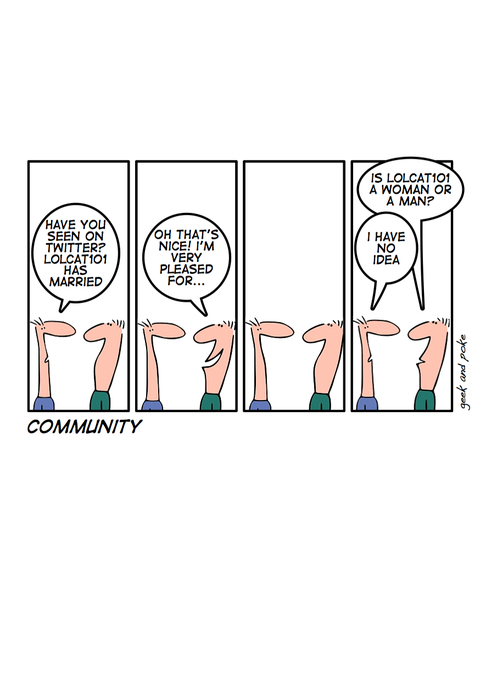 HAVE YOU
SEEN ON
TWITTER?
LOLCAT101
HAS
MARRIED
OH THAT'S
NICE! I'M
VERY
PLEASED
FOR...
IS LOLCAT101
A WOMAN OR
A MAN?
I HAVE
NO
IDEA
geek and poke
COMMUNITY